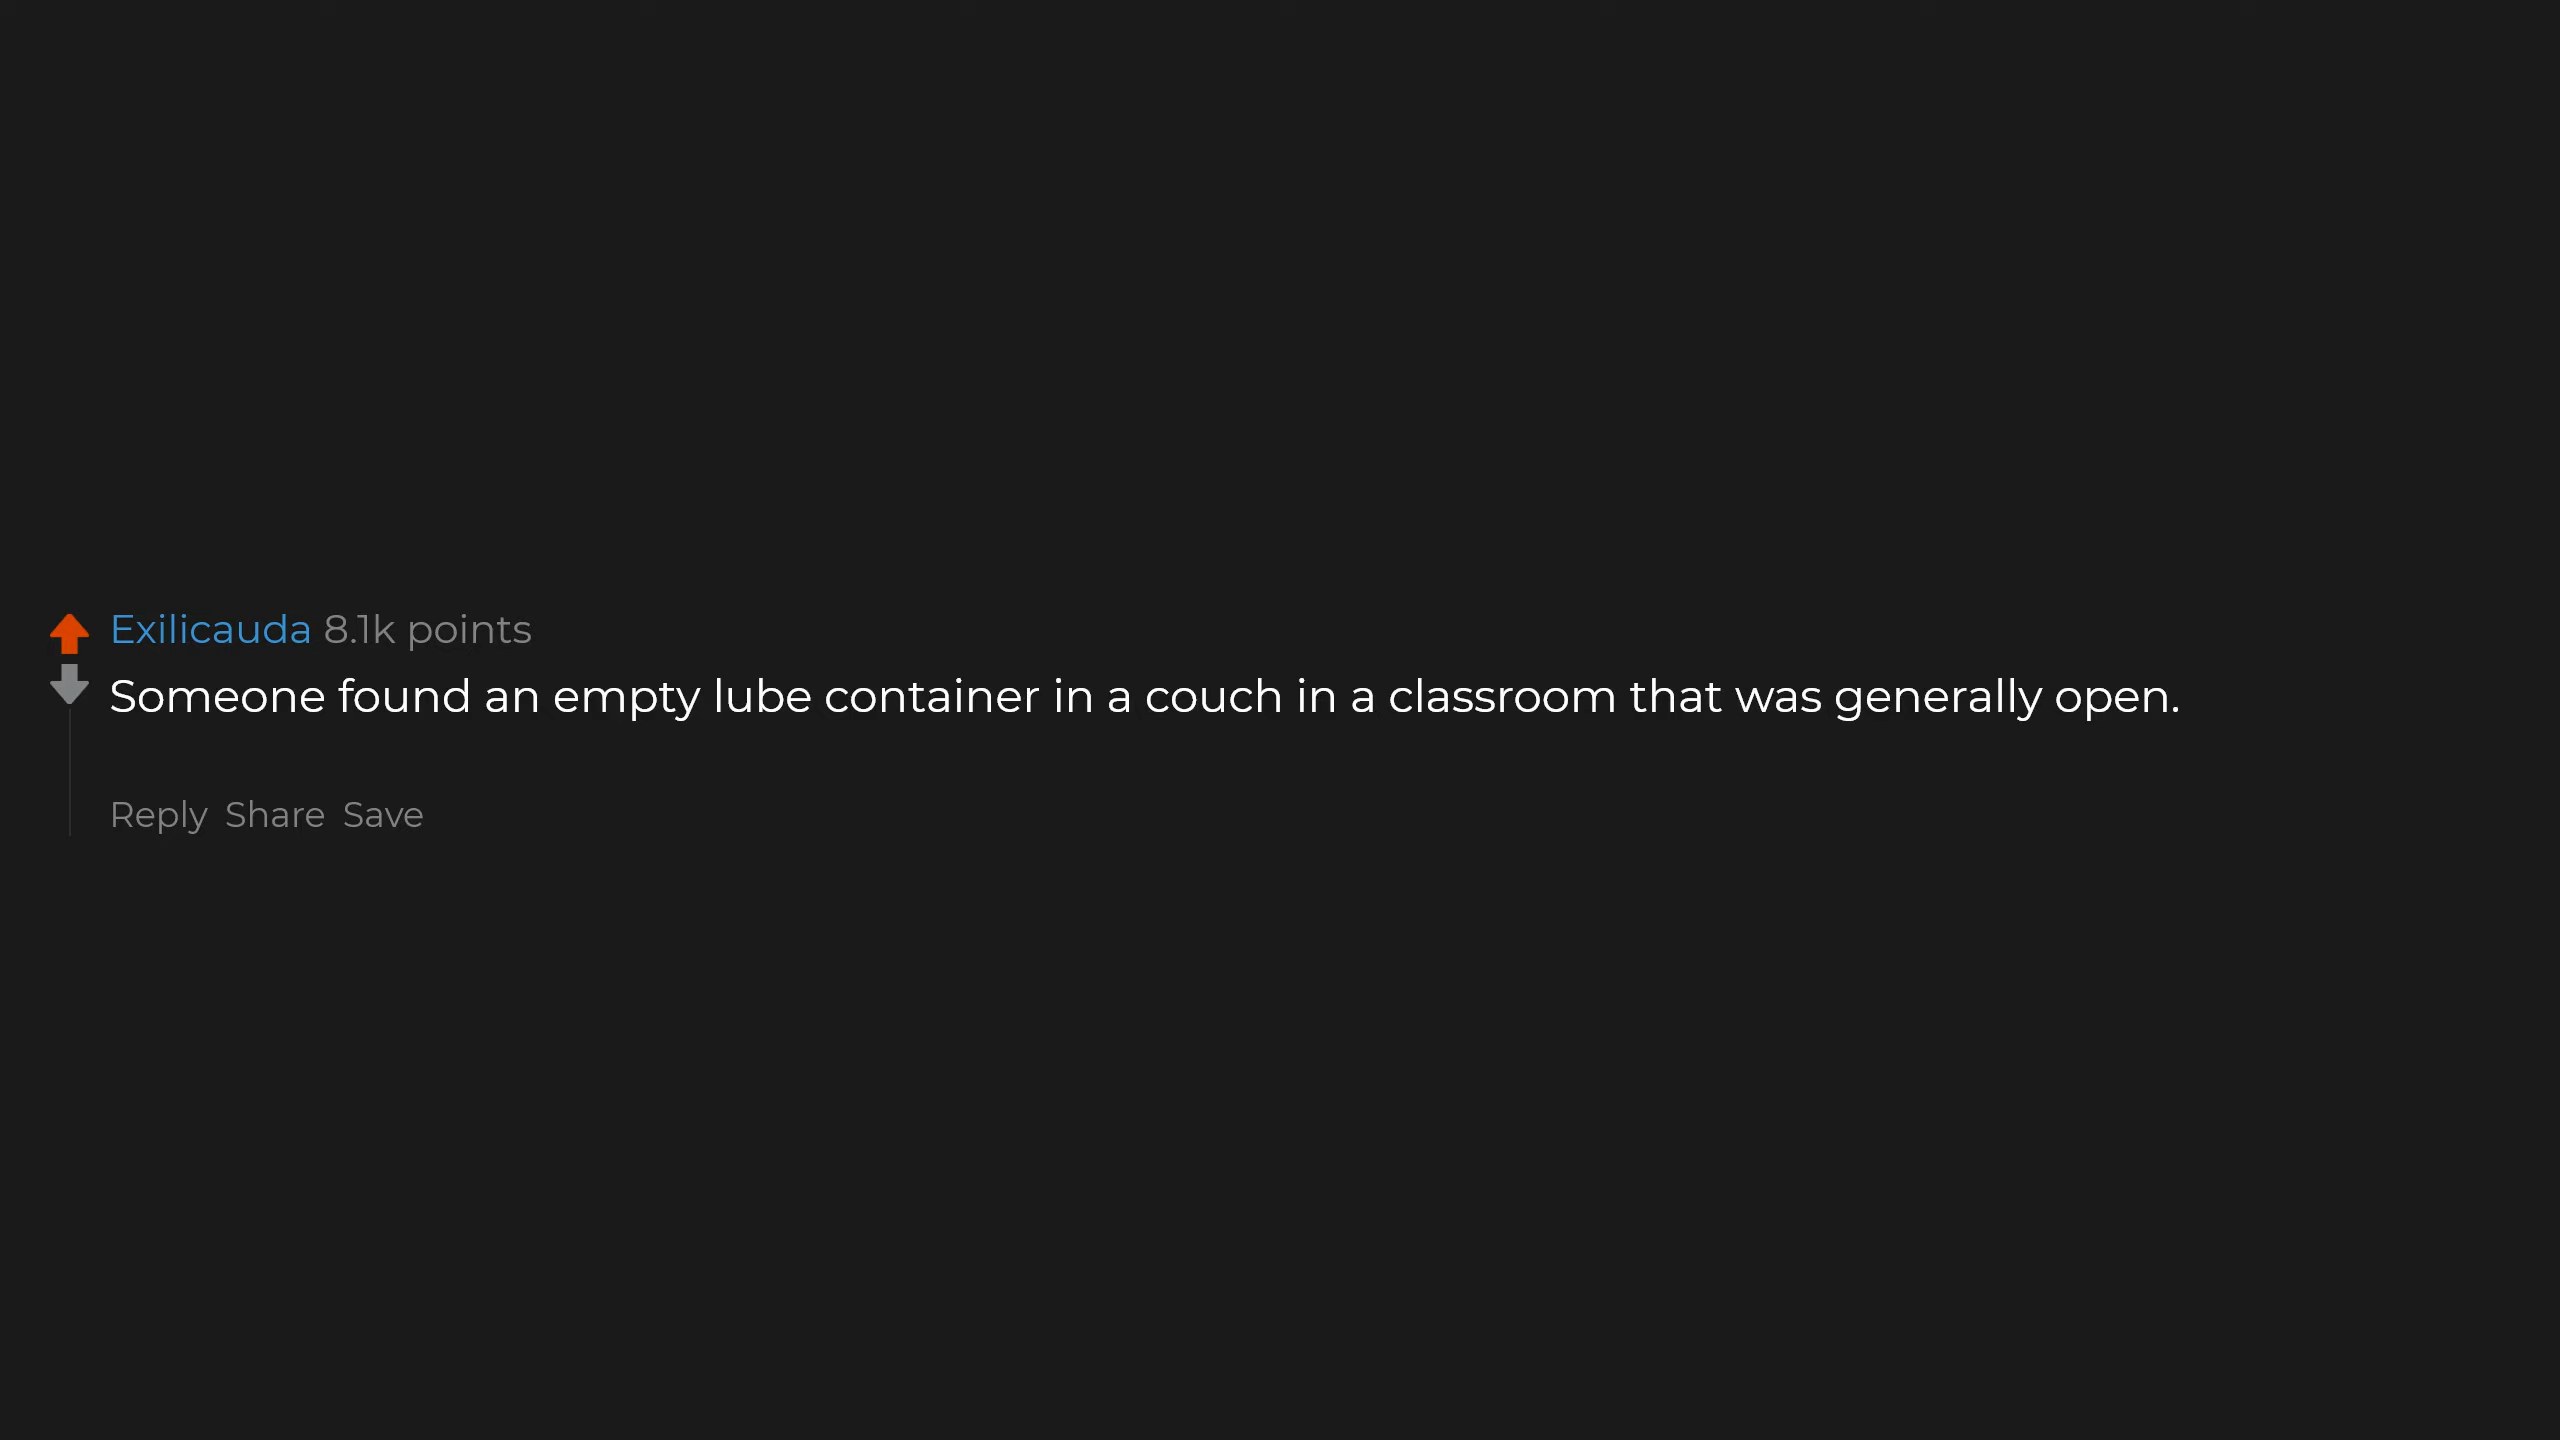 Exilicauda 8.1k points
Someone found an empty lube container in a couch in a classroom that was generally open.
Reply Share Save